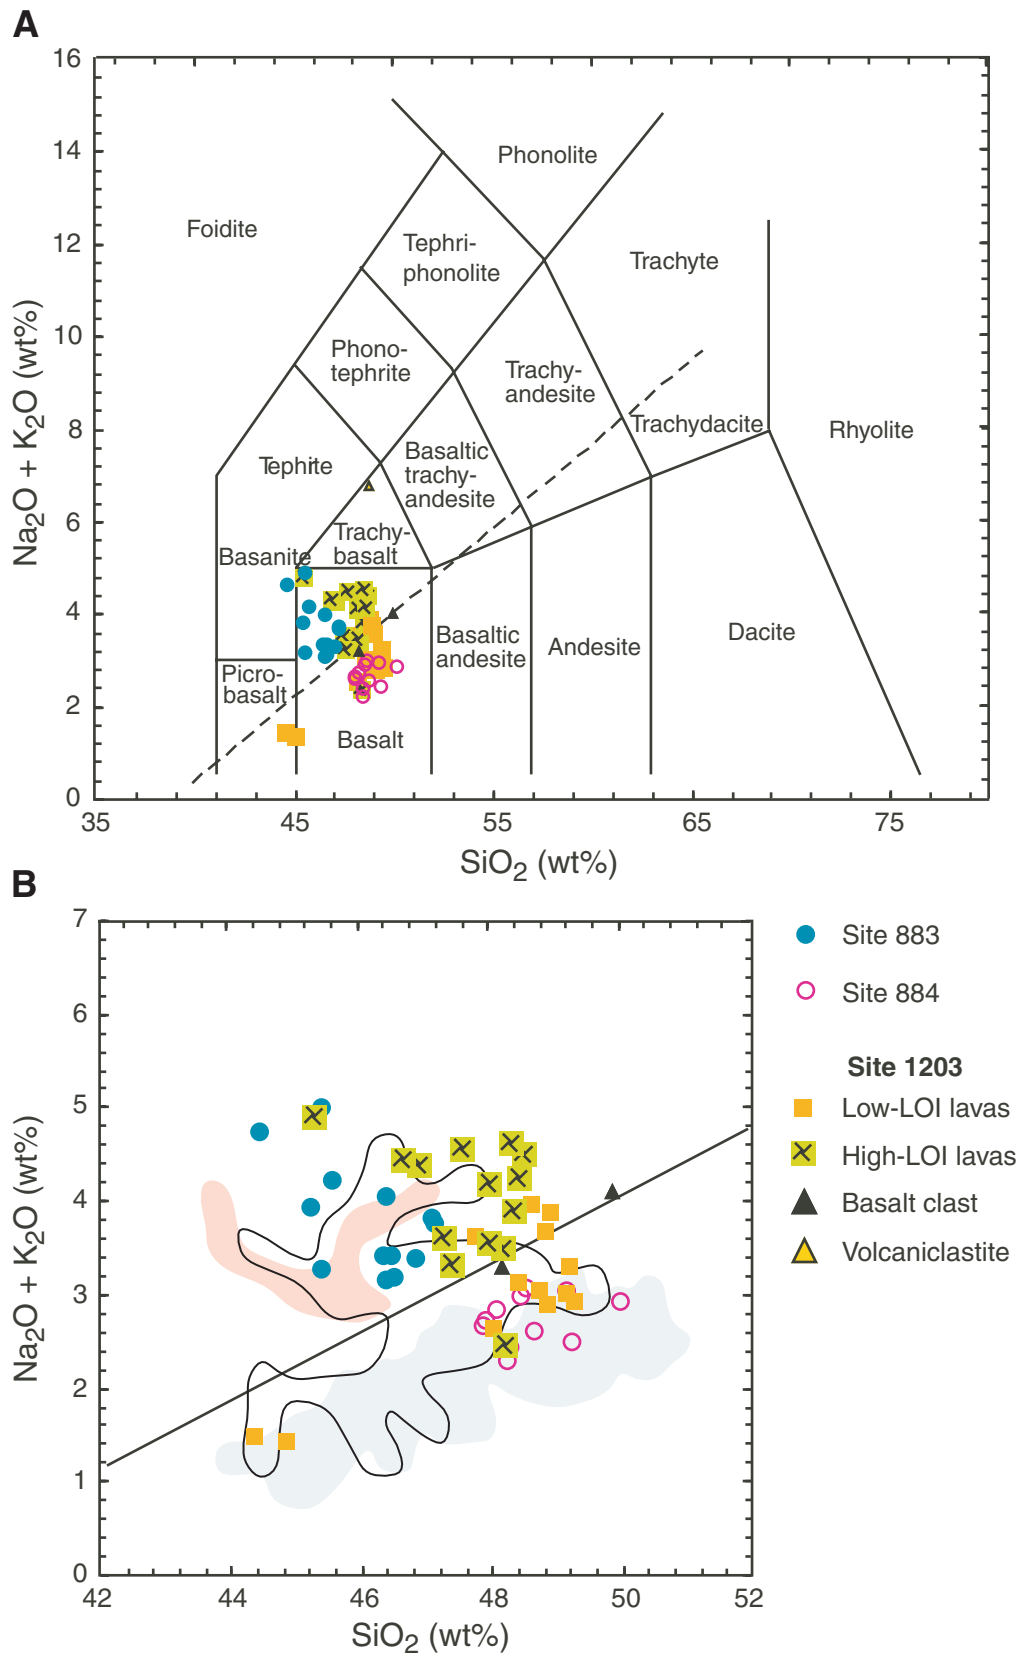 A
16
14
12
10
8
6
4
2
0
Na₂O + K₂O (wt%)
Phonolite
Foidite
Tephri-
phonolite
Trachyte
Phono-
tephrite
Trachy-
andesite
Trachydacite
Rhyolite
Tephite
Basaltic
trachy-
andesite
Trachy-
basalt
Basanite
Basaltic
andesite
Andesite
Dacite
Picro-
basalt
Basalt
35 45 55 65 75
SiO₂ (wt%)
B
7
6
5
4
3
2
1
0
Na₂O + K₂O (wt%)
42 44 46 48 50 52
SiO₂ (wt%)
Site 883
Site 884
Site 1203
Low-LOI lavas
High-LOI lavas
Basalt clast
Volcaniclastite